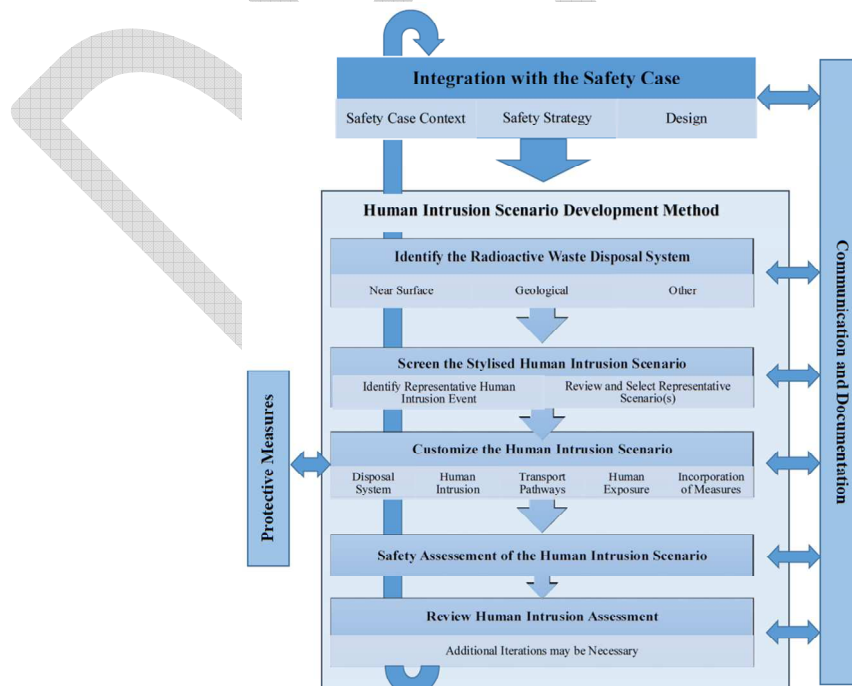 Integration with the Safety Case
Safety Case Context
Safety Strategy
Design
Human Intrusion Scenario Development Method
Identify the Radioactive Waste Disposal System
Near Surface
Geological
Other
Screen the Stylised Human Intrusion Scenario
Identify Representative Human
Intrusion Event
Review and Select Representative
Scenario(s)
Customize the Human Intrusion Scenario
Disposal
System
Human
Intrusion
Transport
Pathways
Human
Exposure
Incorporation
of Measures
Safety Assessment of the Human Intrusion Scenario
Review Human Intrusion Assessment
Additional Iterations may be Necessary
Protective Measures
Communication and Documentation